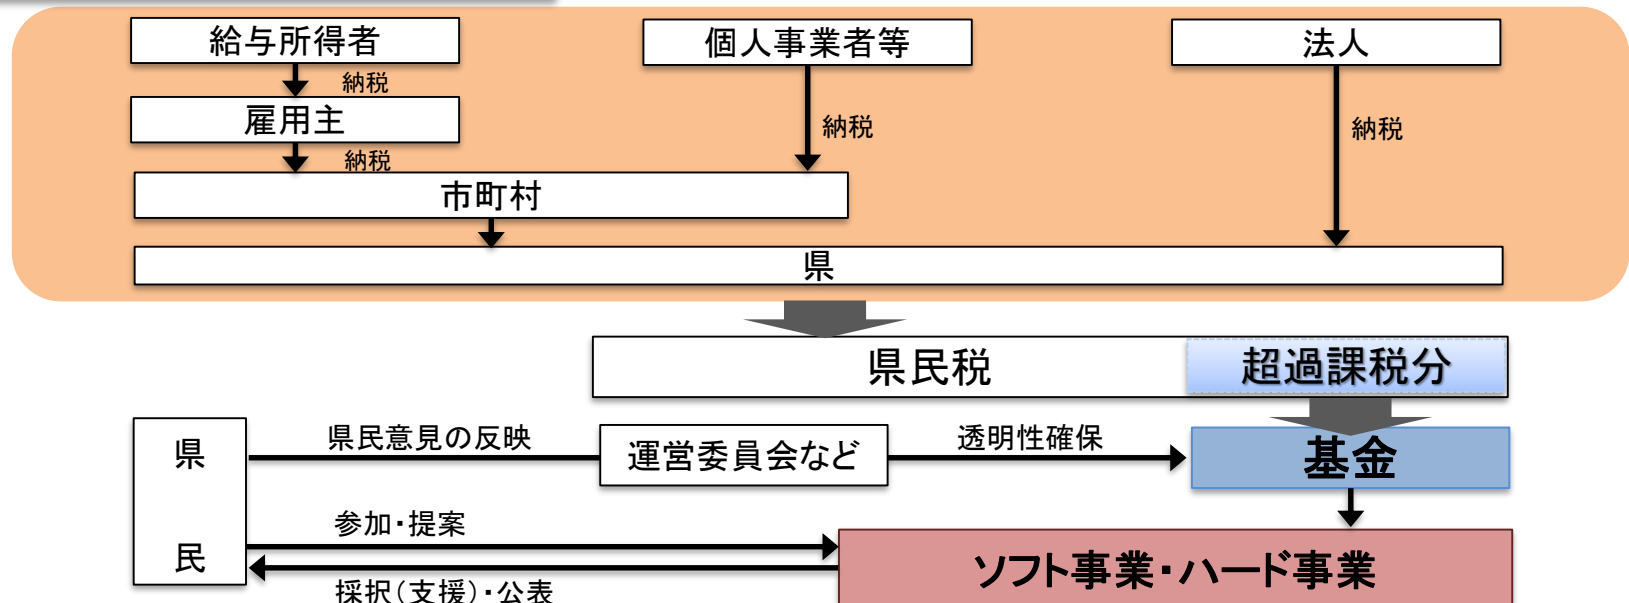 給与所得者
個人事業者等
法人
納税
雇用主
納税
納税
納税
市町村
県
県民税
超過課税分
県民
県民意見の反映
運営委員会など
透明性確保
基金
参加・提案
ソフト事業・ハード事業
採択(支援)・公表